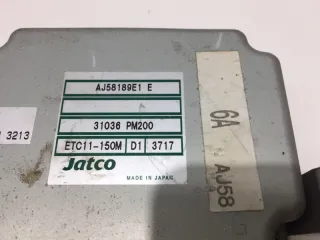 AJ58189E1 E
31036 PM200
ETC11-150M D1 3717
Jatco
MADE IN JAPAN
3213
6A
AJ58